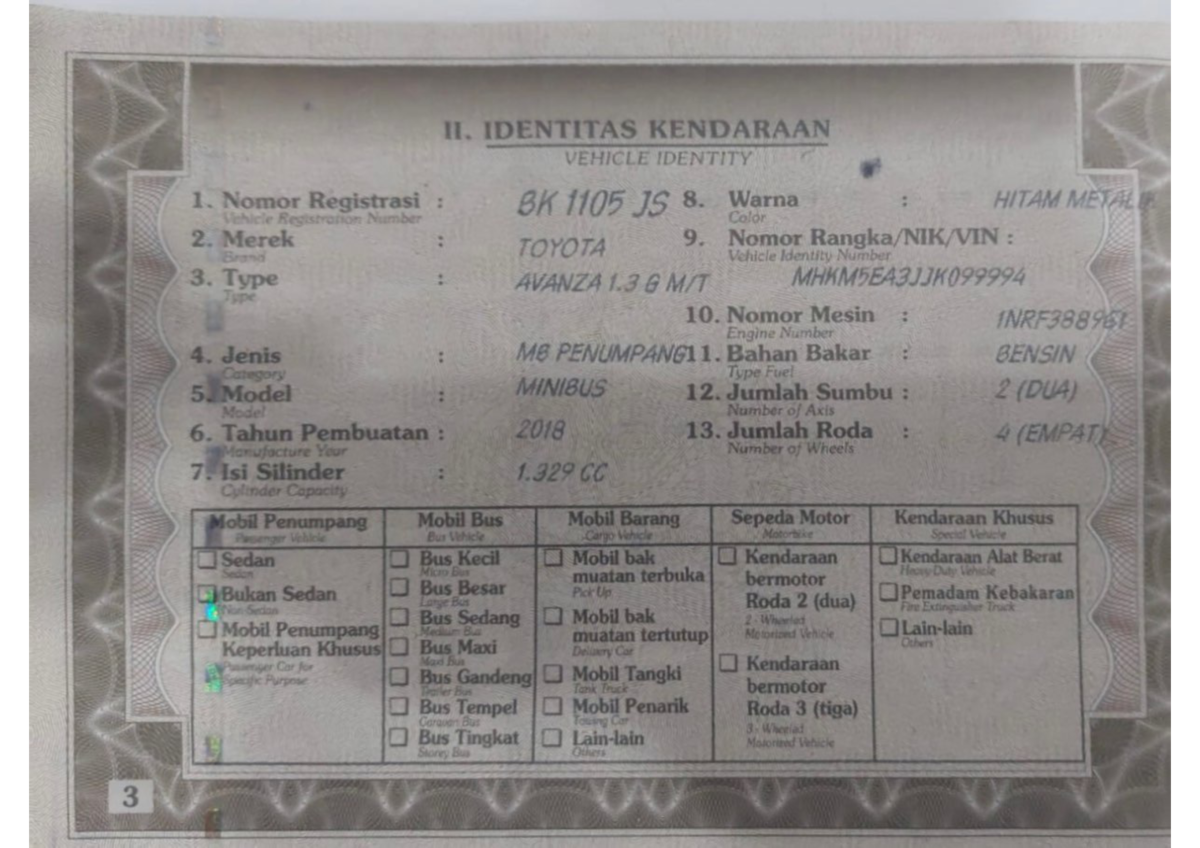 II. IDENTITAS KENDARAAN
VEHICLE IDENTITY
1. Nomor Registrasi : BK 1105 JS
Vehicle Registration Number
2. Merek : TOYOTA
Brand
3. Type : AVANZA 1.3 G M/T
Type
4. Jenis : MB PENUMPANG
Category
5. Model : MINIBUS
Model
6. Tahun Pembuatan : 2018
Manufacture Year
7. Isi Silinder : 1.329 CC
Cylinder Capacity
8. Warna : HITAM METALIK
Color
9. Nomor Rangka/NIK/VIN :
Vehicle Identity Number
MHKM5EA3JJK099994
10. Nomor Mesin : 1NRF388961
Engine Number
11. Bahan Bakar : BENSIN
Type Fuel
12. Jumlah Sumbu : 2 (DUA)
Number of Axis
13. Jumlah Roda : 4 (EMPAT)
Number of Wheels
Mobil Penumpang
Passenger Vehicle
Sedan
Sedan
Bukan Sedan
Non Sedan
Mobil Penumpang
Keperluan Khusus
Passenger Car for
Specific Purpose
Mobil Bus
Bus Vehicle
Bus Kecil
Micro Bus
Bus Besar
Large Bus
Bus Sedang
Medium Bus
Bus Maxi
Maxi Bus
Bus Gandeng
Trailer Bus
Bus Tempel
Caravan Bus
Bus Tingkat
Storey Bus
Mobil Barang
Cargo Vehicle
Mobil bak
muatan terbuka
Pick Up
Mobil bak
muatan tertutup
Delivery Car
Mobil Tangki
Tank Truck
Mobil Penarik
Towing Car
Lain-lain
Others
Sepeda Motor
Motorbike
Kendaraan
bermotor
Roda 2 (dua)
2 - Wheeled
Motorized Vehicle
Kendaraan
bermotor
Roda 3 (tiga)
3 - Wheeled
Motorized Vehicle
Kendaraan Khusus
Special Vehicle
Kendaraan Alat Berat
Heavy Duty Vehicle
Pemadam Kebakaran
Fire Extinguisher Truck
Lain-lain
Others
3